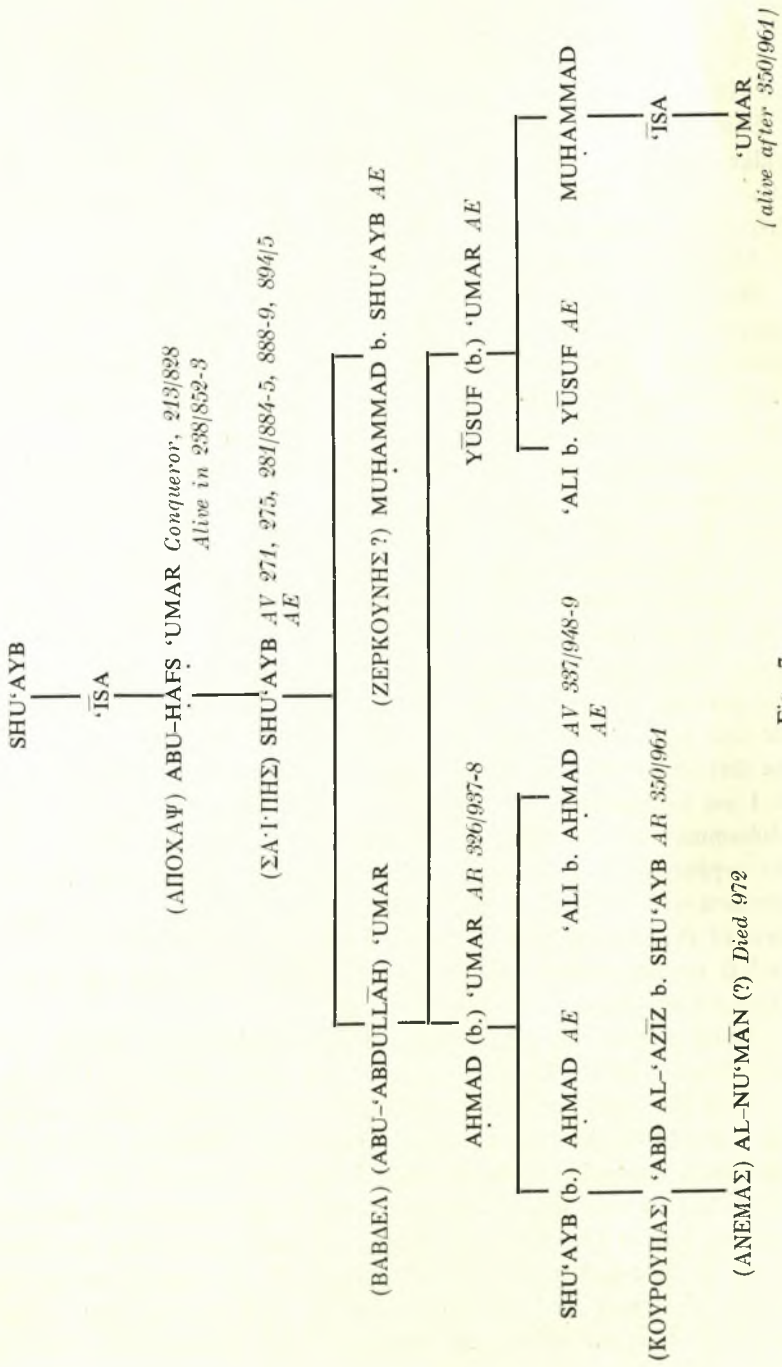 SHU‘AYB
‘ĪSA
(ΑΠΟΧΑΨ) ABU-ḤAFṢ ‘UMAR Conqueror, 213/828
Alive in 238/852-3
(ΣΑ·Ι·ΠΗΣ) SHU‘AYB AV 271, 275, 281/884-5, 888-9, 894/5
AE
(ΒΑΒΔΕΛ) (ABU-‘ABDULLĀH) ‘UMAR
(ΖΕΡΚΟΥΝΗΣ ?) MUḤAMMAD b. SHU‘AYB AE
AḤMAD (b.) ‘UMAR AR 326/937-8
YŪSUF (b.) ‘UMAR AE
SHU‘AYB (b.) AḤMAD AE
‘ALI b. AḤMAD AV 337/948-9
AE
‘ALI b. YŪSUF AE
MUḤAMMAD
(ΚΟΥΡΟΥΠΑΣ) ‘ABD AL-‘AZĪZ b. SHU‘AYB AR 350/961
‘ĪSA
(ΑΝΕΜΑΣ) AL-NU‘MĀN (?) Died 972
‘UMAR
(alive after 350/961)